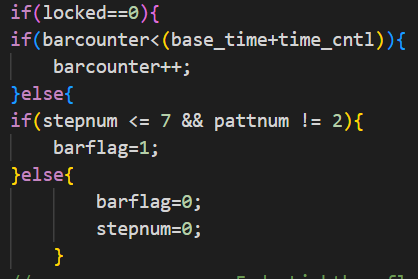 if(locked==0){
if(barcounter<(base_time+time_cntl)){
    barcounter++;
}else{
if(stepnum <= 7 && pattnum != 2){
    barflag=1;
}else{
        barflag=0;
        stepnum=0;
    }